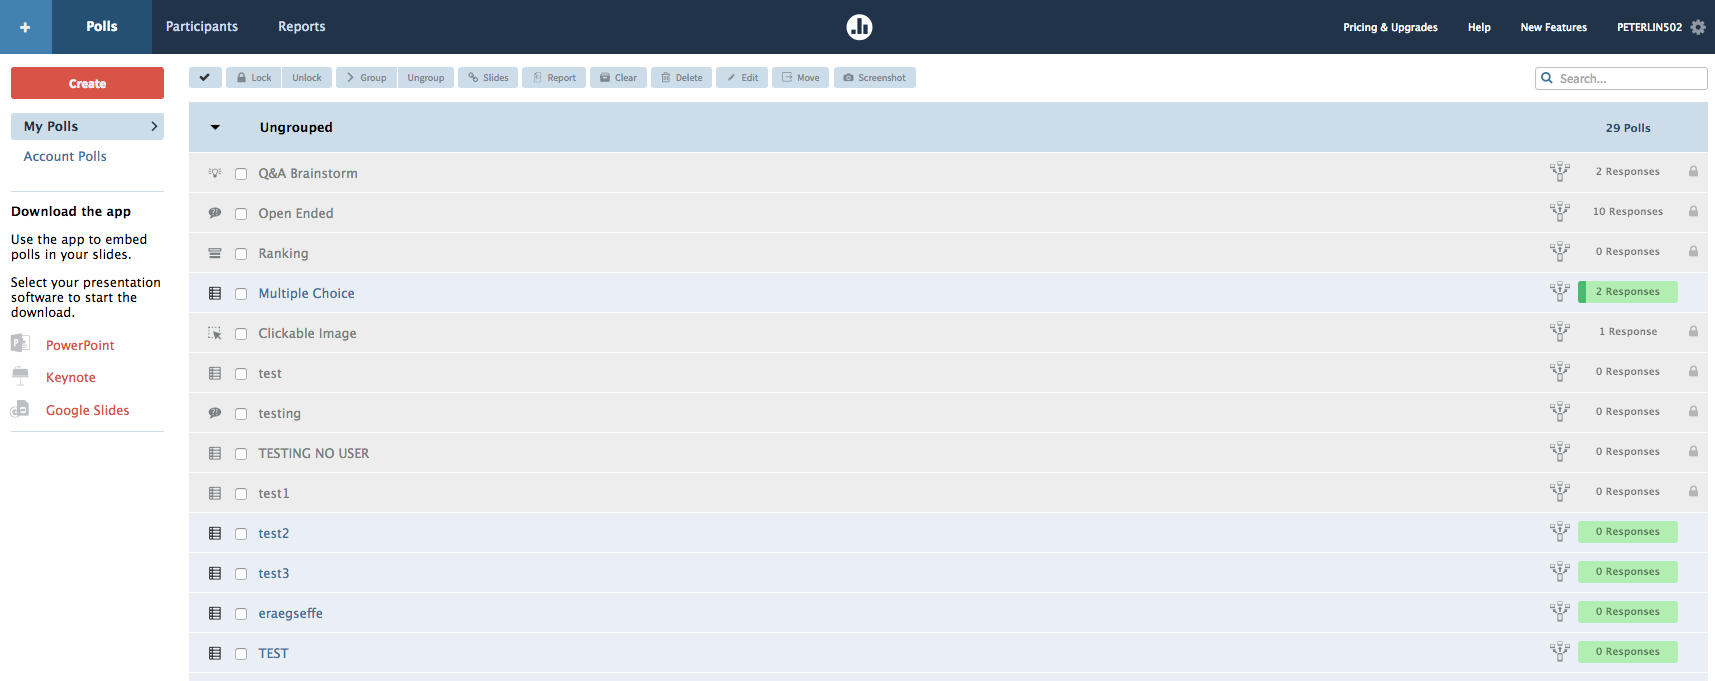 + Polls Participants Reports Pricing & Upgrades Help New Features PETERLIN502
Create
Lock Unlock Group Ungroup Slides Report Clear Delete Edit Move Screenshot Search...
My Polls
Account Polls
Download the app
Use the app to embed
polls in your slides.
Select your presentation
software to start the
download.
PowerPoint
Keynote
Google Slides
Ungrouped 29 Polls
Q&A Brainstorm 2 Responses
Open Ended 10 Responses
Ranking 0 Responses
Multiple Choice 2 Responses
Clickable Image 1 Response
test 0 Responses
testing 0 Responses
TESTING NO USER 0 Responses
test1 0 Responses
test2 0 Responses
test3 0 Responses
eraegseffe 0 Responses
TEST 0 Responses